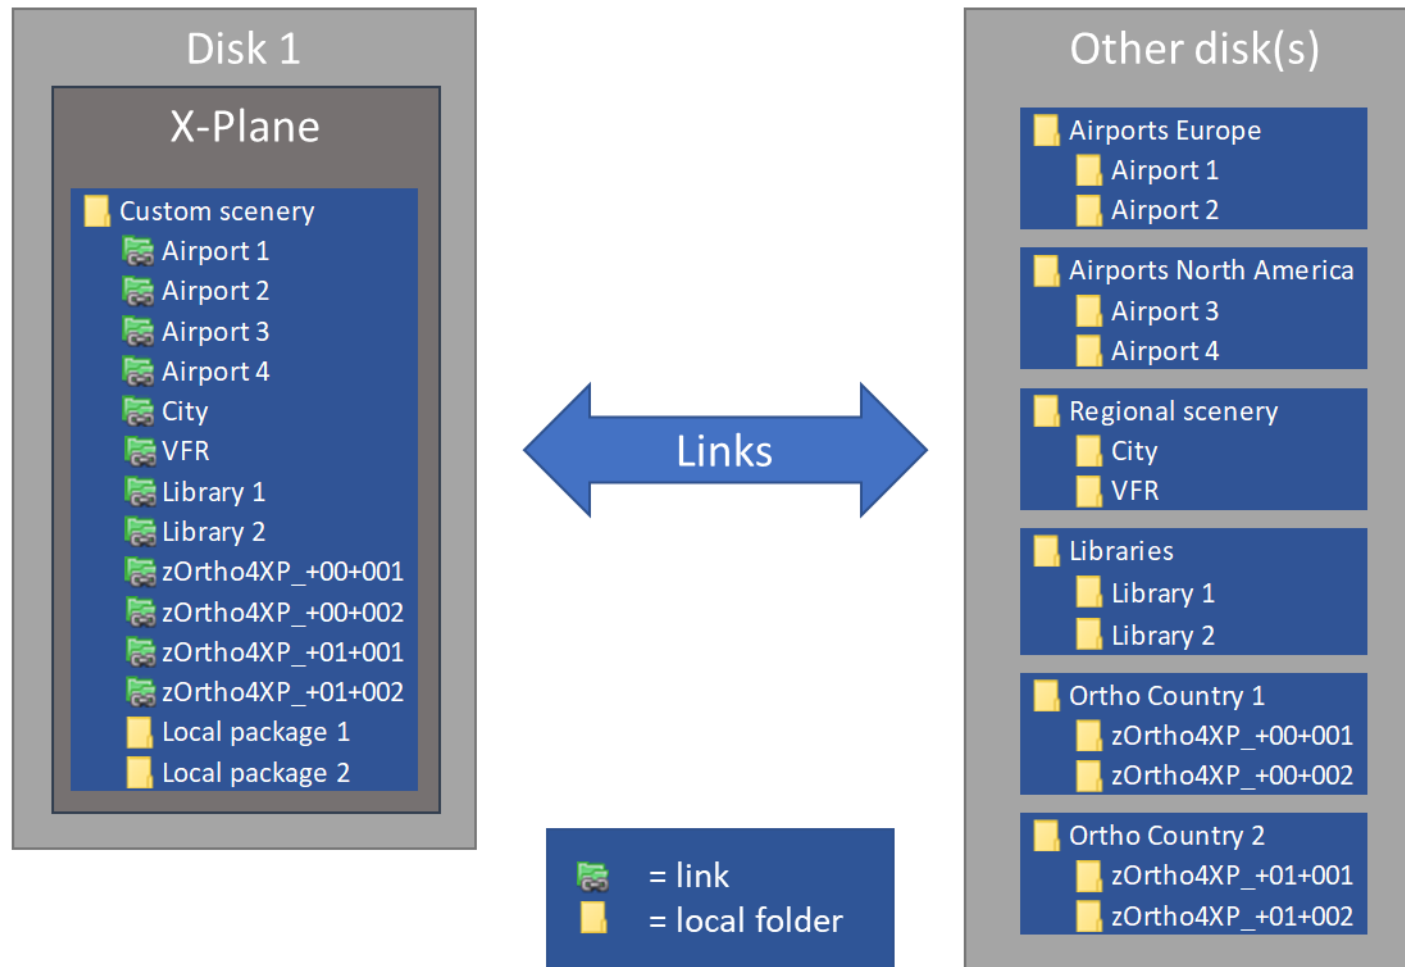 Disk 1
X-Plane
Custom scenery
Airport 1
Airport 2
Airport 3
Airport 4
City
VFR
Library 1
Library 2
zOrtho4XP_+00+001
zOrtho4XP_+00+002
zOrtho4XP_+01+001
zOrtho4XP_+01+002
Local package 1
Local package 2
Links
= link
= local folder
Other disk(s)
Airports Europe
Airport 1
Airport 2
Airports North America
Airport 3
Airport 4
Regional scenery
City
VFR
Libraries
Library 1
Library 2
Ortho Country 1
zOrtho4XP_+00+001
zOrtho4XP_+00+002
Ortho Country 2
zOrtho4XP_+01+001
zOrtho4XP_+01+002